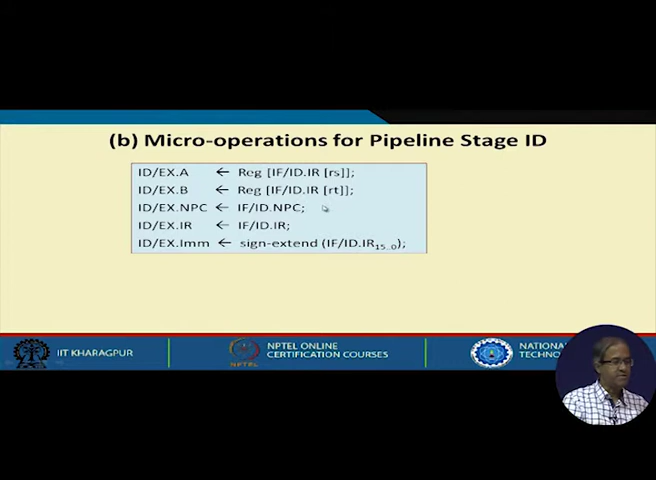 (b) Micro-operations for Pipeline Stage ID
ID/EX.A ← Reg [IF/ID.IR [rs]];
ID/EX.B ← Reg [IF/ID.IR [rt]];
ID/EX.NPC ← IF/ID.NPC;
ID/EX.IR ← IF/ID.IR;
ID/EX.Imm ← sign-extend (IF/ID.IR15..0);
IIT KHARAGPUR
NPTEL
NPTEL ONLINE
CERTIFICATION COURSES
NATIONAL